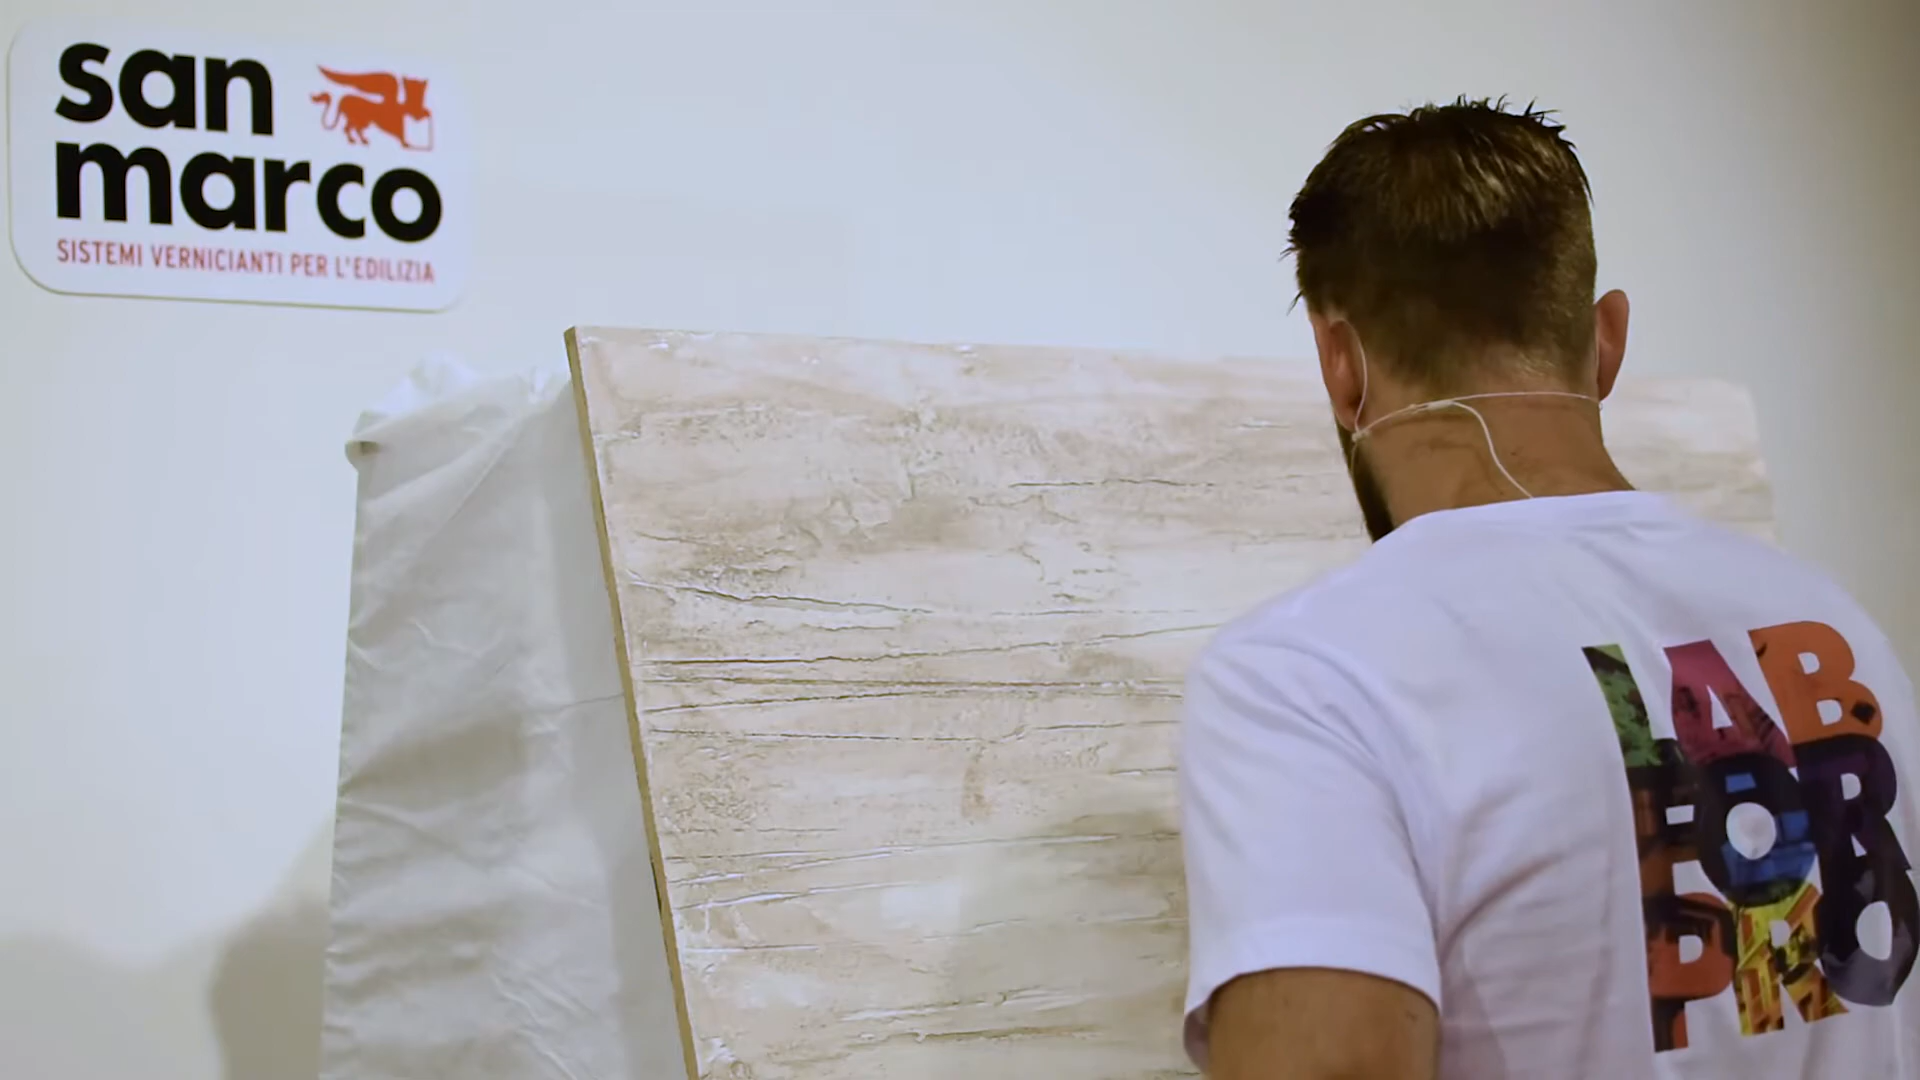 san
marco
SISTEMI VERNICIANTI PER L'EDILIZIA
LAB
FOR
PRO